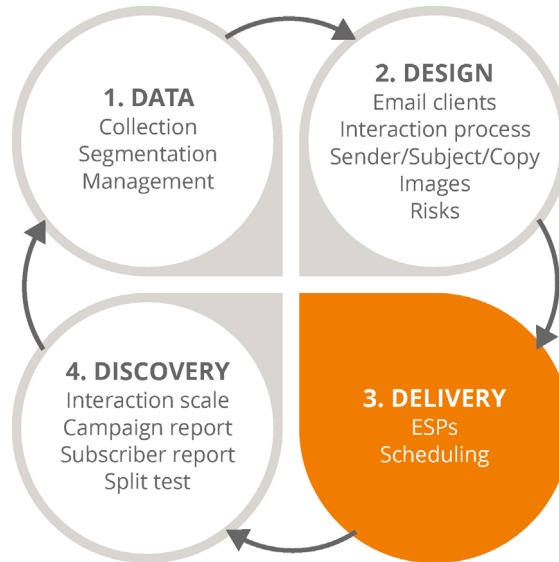 1. DATA
Collection
Segmentation
Management
2. DESIGN
Email clients
Interaction process
Sender/Subject/Copy
Images
Risks
3. DELIVERY
ESPs
Scheduling
4. DISCOVERY
Interaction scale
Campaign report
Subscriber report
Split test